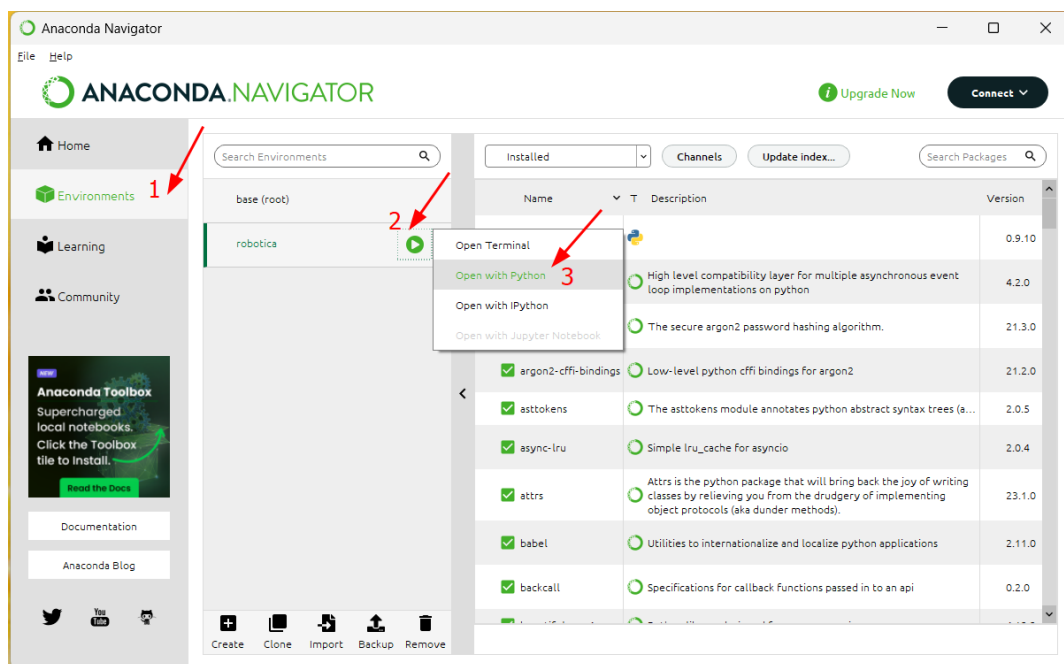 Anaconda Navigator
File Help
ANACONDA.NAVIGATOR
i Upgrade Now
Connect
Home
Environments
Learning
Community
1
NEW
Anaconda Toolbox
Supercharged
local notebooks.
Click the Toolbox
tile to Install.
Read the Docs
Documentation
Anaconda Blog
You
Tube
Search Environments
base (root)
2
robotica
Open Terminal
Open with Python
3
Open with IPython
Open with Jupyter Notebook
Create Clone Import Backup Remove
Installed
Channels
Update index...
Search Packages
Name T Description Version
0.9.10
High level compatibility layer for multiple asynchronous event
loop implementations on python
4.2.0
The secure argon2 password hashing algorithm.
21.3.0
argon2-cffi-bindings Low-level python cffi bindings for argon2 21.2.0
asttokens The asttokens module annotates python abstract syntax trees (a... 2.0.5
async-lru Simple lru_cache for asyncio 2.0.4
attrs
Attrs is the python package that will bring back the joy of writing
classes by relieving you from the drudgery of implementing
object protocols (aka dunder methods).
23.1.0
babel Utilities to internationalize and localize python applications 2.11.0
backcall Specifications for callback functions passed in to an api 0.2.0